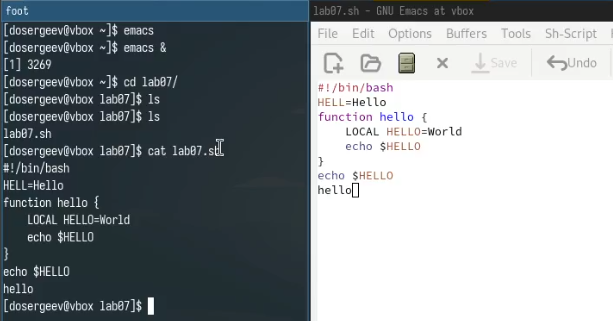 foot
[dosergeev@vbox ~]$ emacs
[dosergeev@vbox ~]$ emacs &
[1] 3269
[dosergeev@vbox ~]$ cd lab07/
[dosergeev@vbox lab07]$ ls
[dosergeev@vbox lab07]$ ls
lab07.sh
[dosergeev@vbox lab07]$ cat lab07.sh
#!/bin/bash
HELL=Hello
function hello {
    LOCAL HELLO=World
    echo $HELLO
}
echo $HELLO
hello
[dosergeev@vbox lab07]$
lab07.sh - GNU Emacs at vbox
File Edit Options Buffers Tools Sh-Script
Save Undo
#!/bin/bash
HELL=Hello
function hello {
    LOCAL HELLO=World
    echo $HELLO
}
echo $HELLO
hello